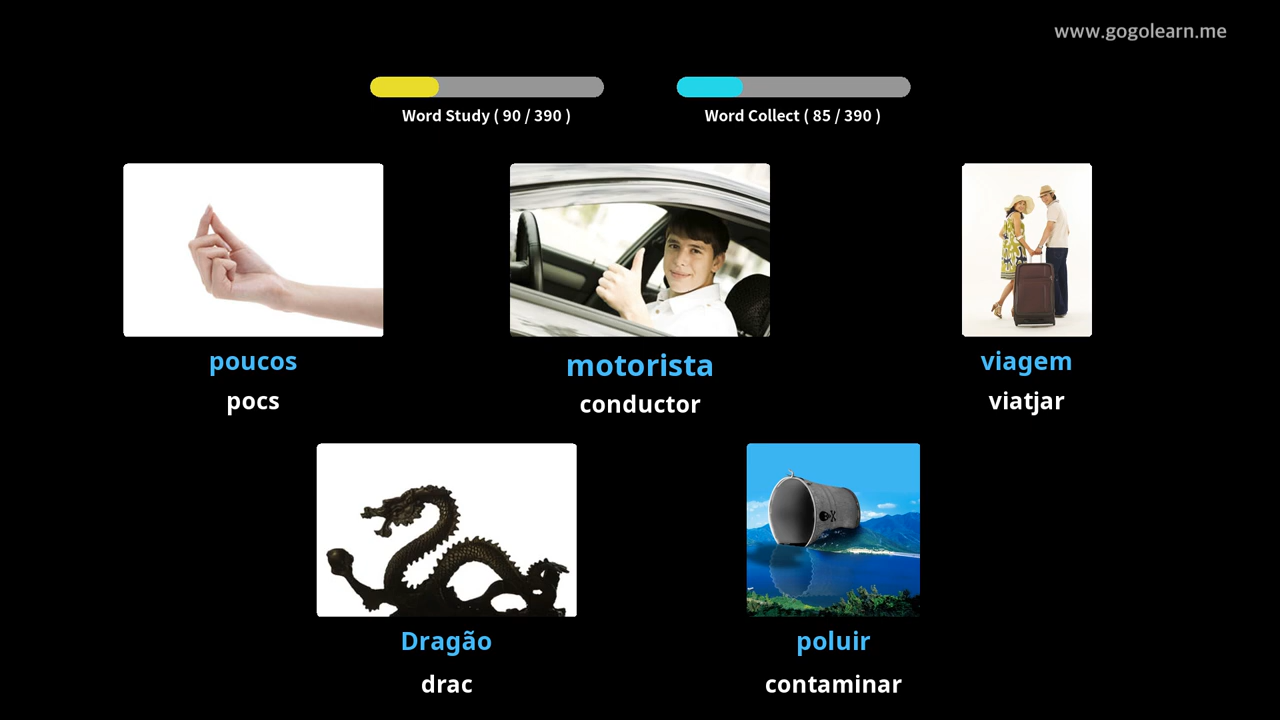 www.gogolearn.me
Word Study ( 90 / 390 )
Word Collect ( 85 / 390 )
poucos
pocs
motorista
conductor
viagem
viatjar
Dragão
drac
poluir
contaminar